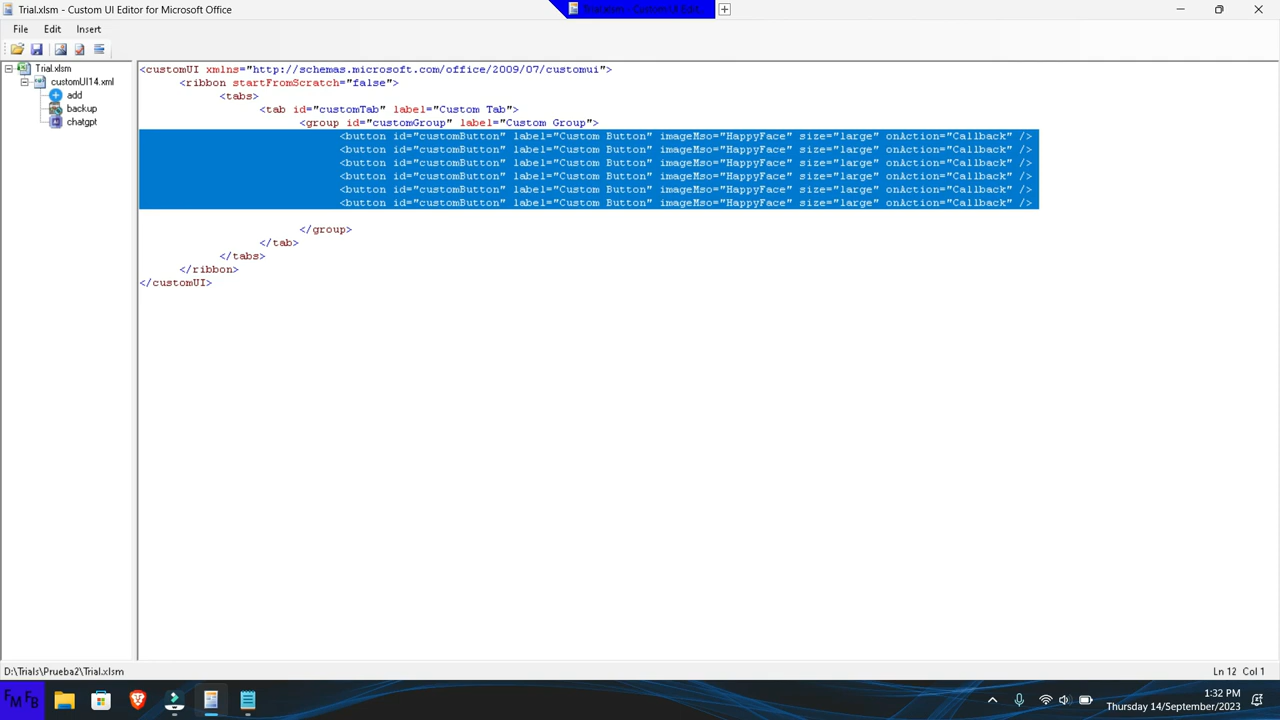 Trial.xlsm - Custom UI Editor for Microsoft Office
Trial.xlsm - Custom UI Edit...
File Edit Insert
Trial.xlsm
customUI14.xml
add
backup
chatgpt
<customUI xmlns="http://schemas.microsoft.com/office/2009/07/customui">
<ribbon startFromScratch="false">
<tabs>
<tab id="customTab" label="Custom Tab">
<group id="customGroup" label="Custom Group">
<button id="customButton" label="Custom Button" imageMso="HappyFace" size="large" onAction="Callback" />
<button id="customButton" label="Custom Button" imageMso="HappyFace" size="large" onAction="Callback" />
<button id="customButton" label="Custom Button" imageMso="HappyFace" size="large" onAction="Callback" />
<button id="customButton" label="Custom Button" imageMso="HappyFace" size="large" onAction="Callback" />
<button id="customButton" label="Custom Button" imageMso="HappyFace" size="large" onAction="Callback" />
<button id="customButton" label="Custom Button" imageMso="HappyFace" size="large" onAction="Callback" />
</group>
</tab>
</tabs>
</ribbon>
</customUI>
D:\Trials\Prueba2\Trial.xlsm
Ln 12 Col 1
FM FB
1:32 PM
Thursday 14/September/2023